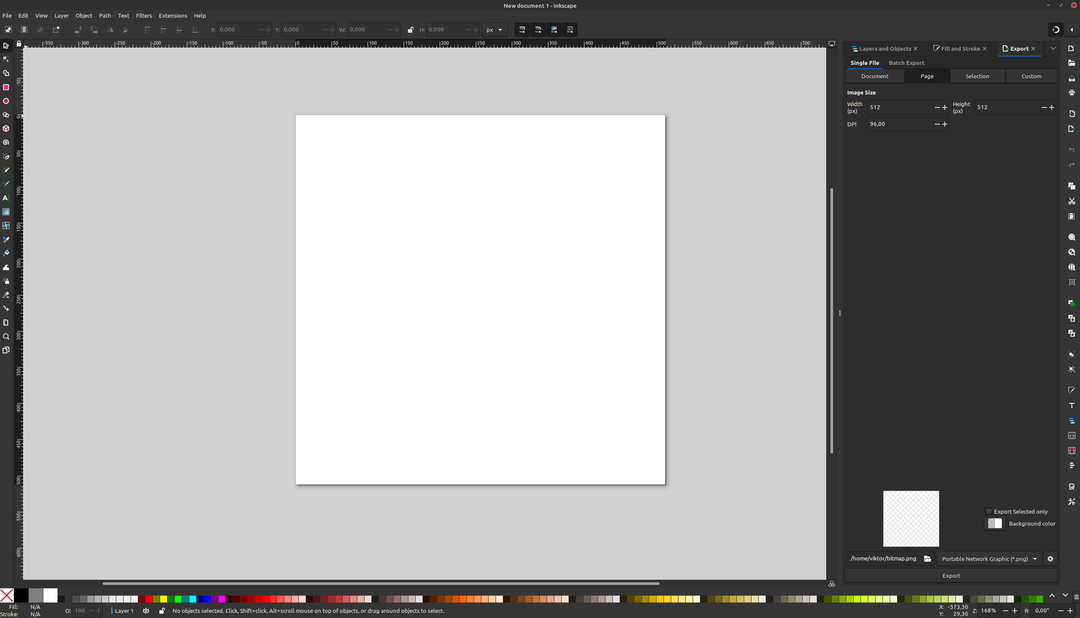 New document 1 - Inkscape
File Edit View Layer Object Path Text Filters Extensions Help
X: 0,000 Y: 0,000 W: 0,000 H: 0,000 px
-350 -300 -250 -200 -150 -100 -50 0 50 100 150 200 250 300 350 400 450 500 550 600 650 700
Layers and Objects Fill and Stroke Export
Single File Batch Export
Document Page Selection Custom
Image Size
Width (px) 512 Height (px) 512
DPI 96,00
Export Selected only
Background color
/home/viktor/bitmap.png Portable Network Graphic (*.png)
Export
Fill: N/A
Stroke: N/A
O: 100 Layer 1 No objects selected. Click, Shift+click, Alt+scroll mouse on top of objects, or drag around objects to select.
X: -373,30
Y: 29,30
Z: 168% R: 0,00°